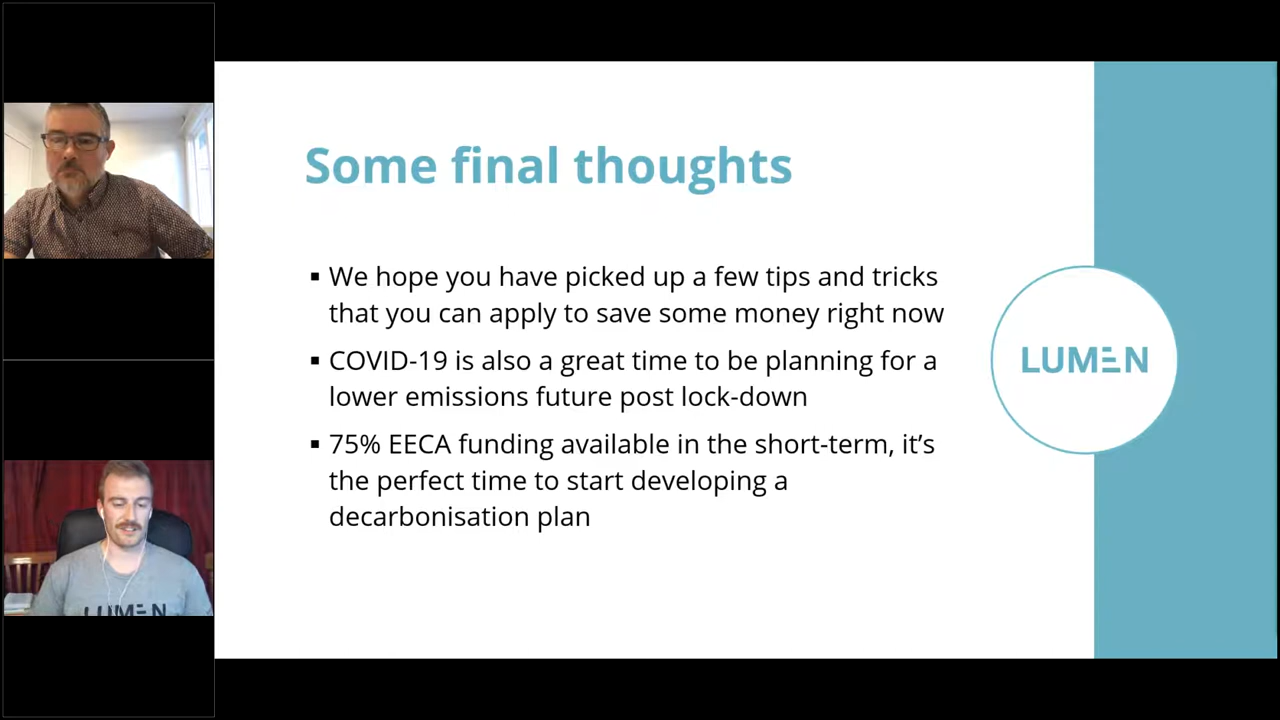 Some final thoughts
▪ We hope you have picked up a few tips and tricks
that you can apply to save some money right now
▪ COVID-19 is also a great time to be planning for a
lower emissions future post lock-down
▪ 75% EECA funding available in the short-term, it’s
the perfect time to start developing a
decarbonisation plan
LUMEN
LUMEN